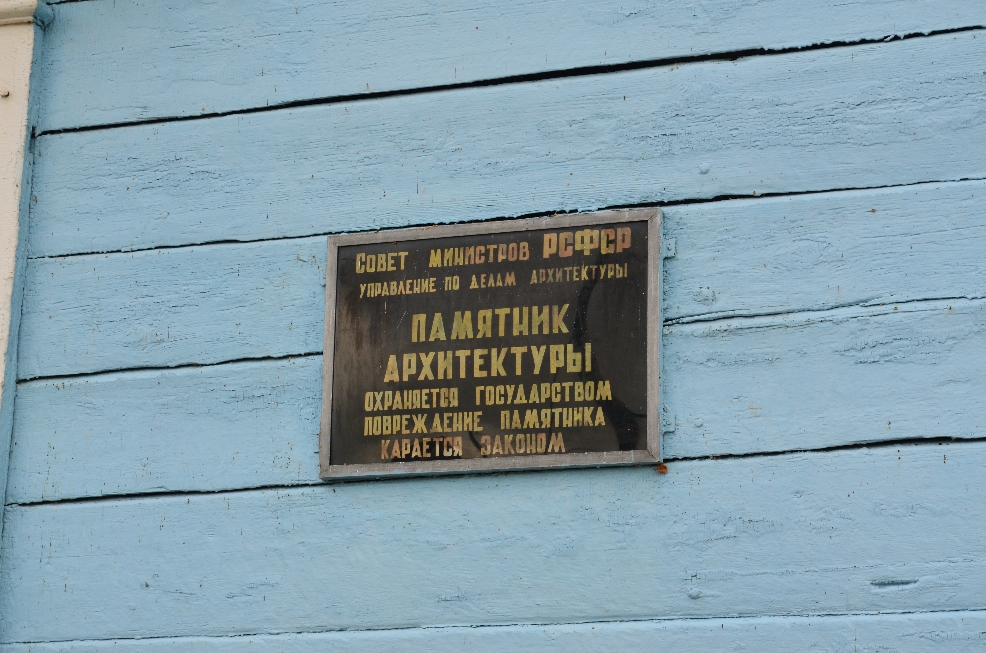 Совет министров РСФСР
управление по делам архитектуры
ПАМЯТНИК
АРХИТЕКТУРЫ
ОХРАНЯЕТСЯ ГОСУДАРСТВОМ
ПОВРЕЖДЕНИЕ ПАМЯТНИКА
КАРАЕТСЯ ЗАКОНОМ